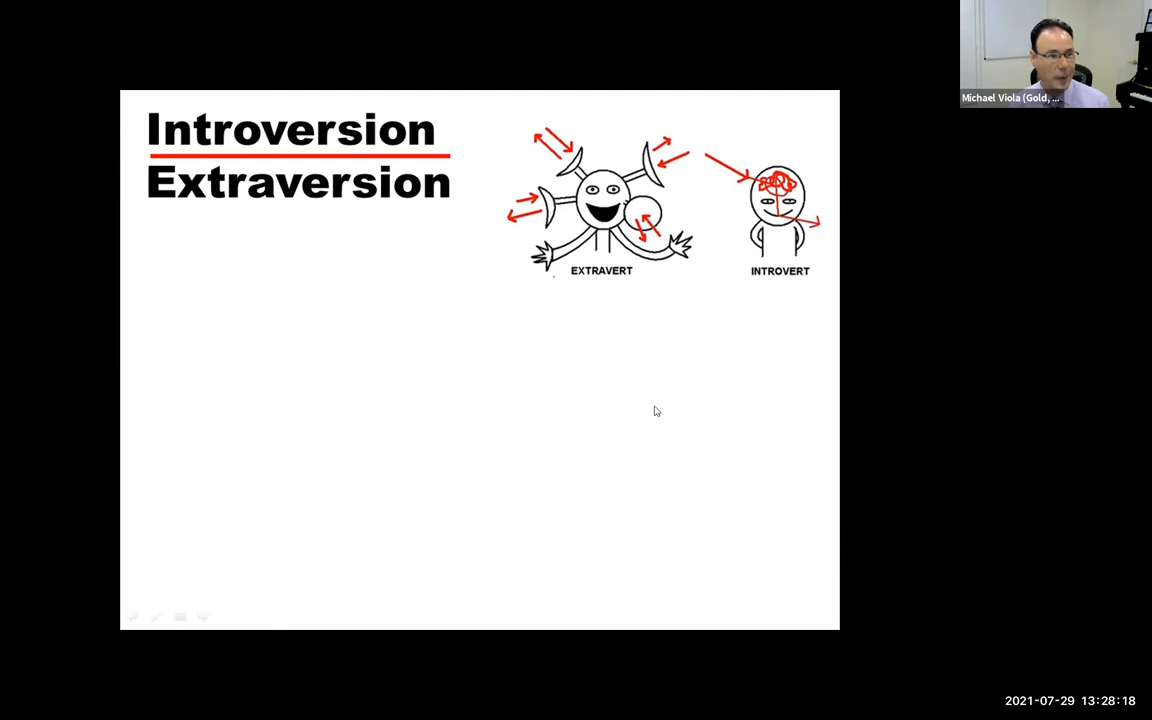 Introversion
Extraversion
EXTRAVERT
INTROVERT
Michael Viola (Gold, ...
2021-07-29 13:28:18